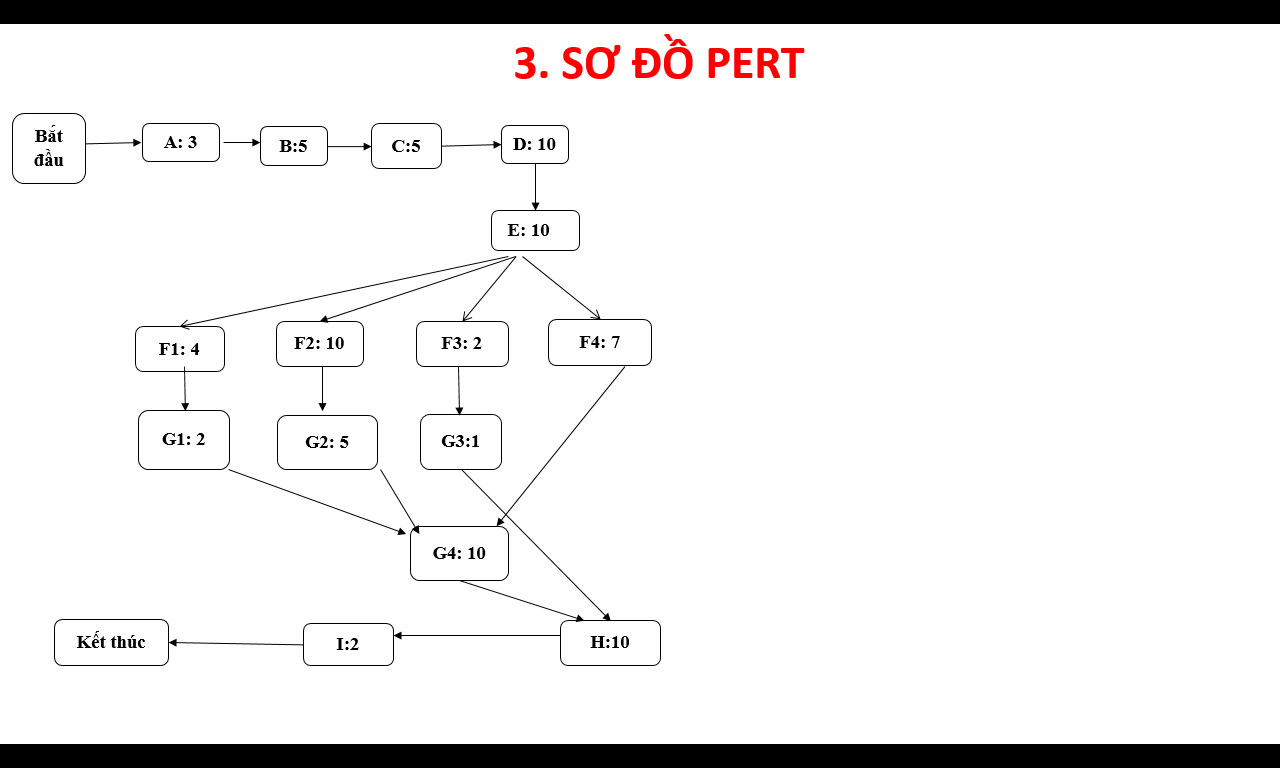 3. SƠ ĐỒ PERT
Bắt
đầu
A: 3
B:5
C:5
D: 10
E: 10
F1: 4
F2: 10
F3: 2
F4: 7
G1: 2
G2: 5
G3:1
G4: 10
Kết thúc
I:2
H:10